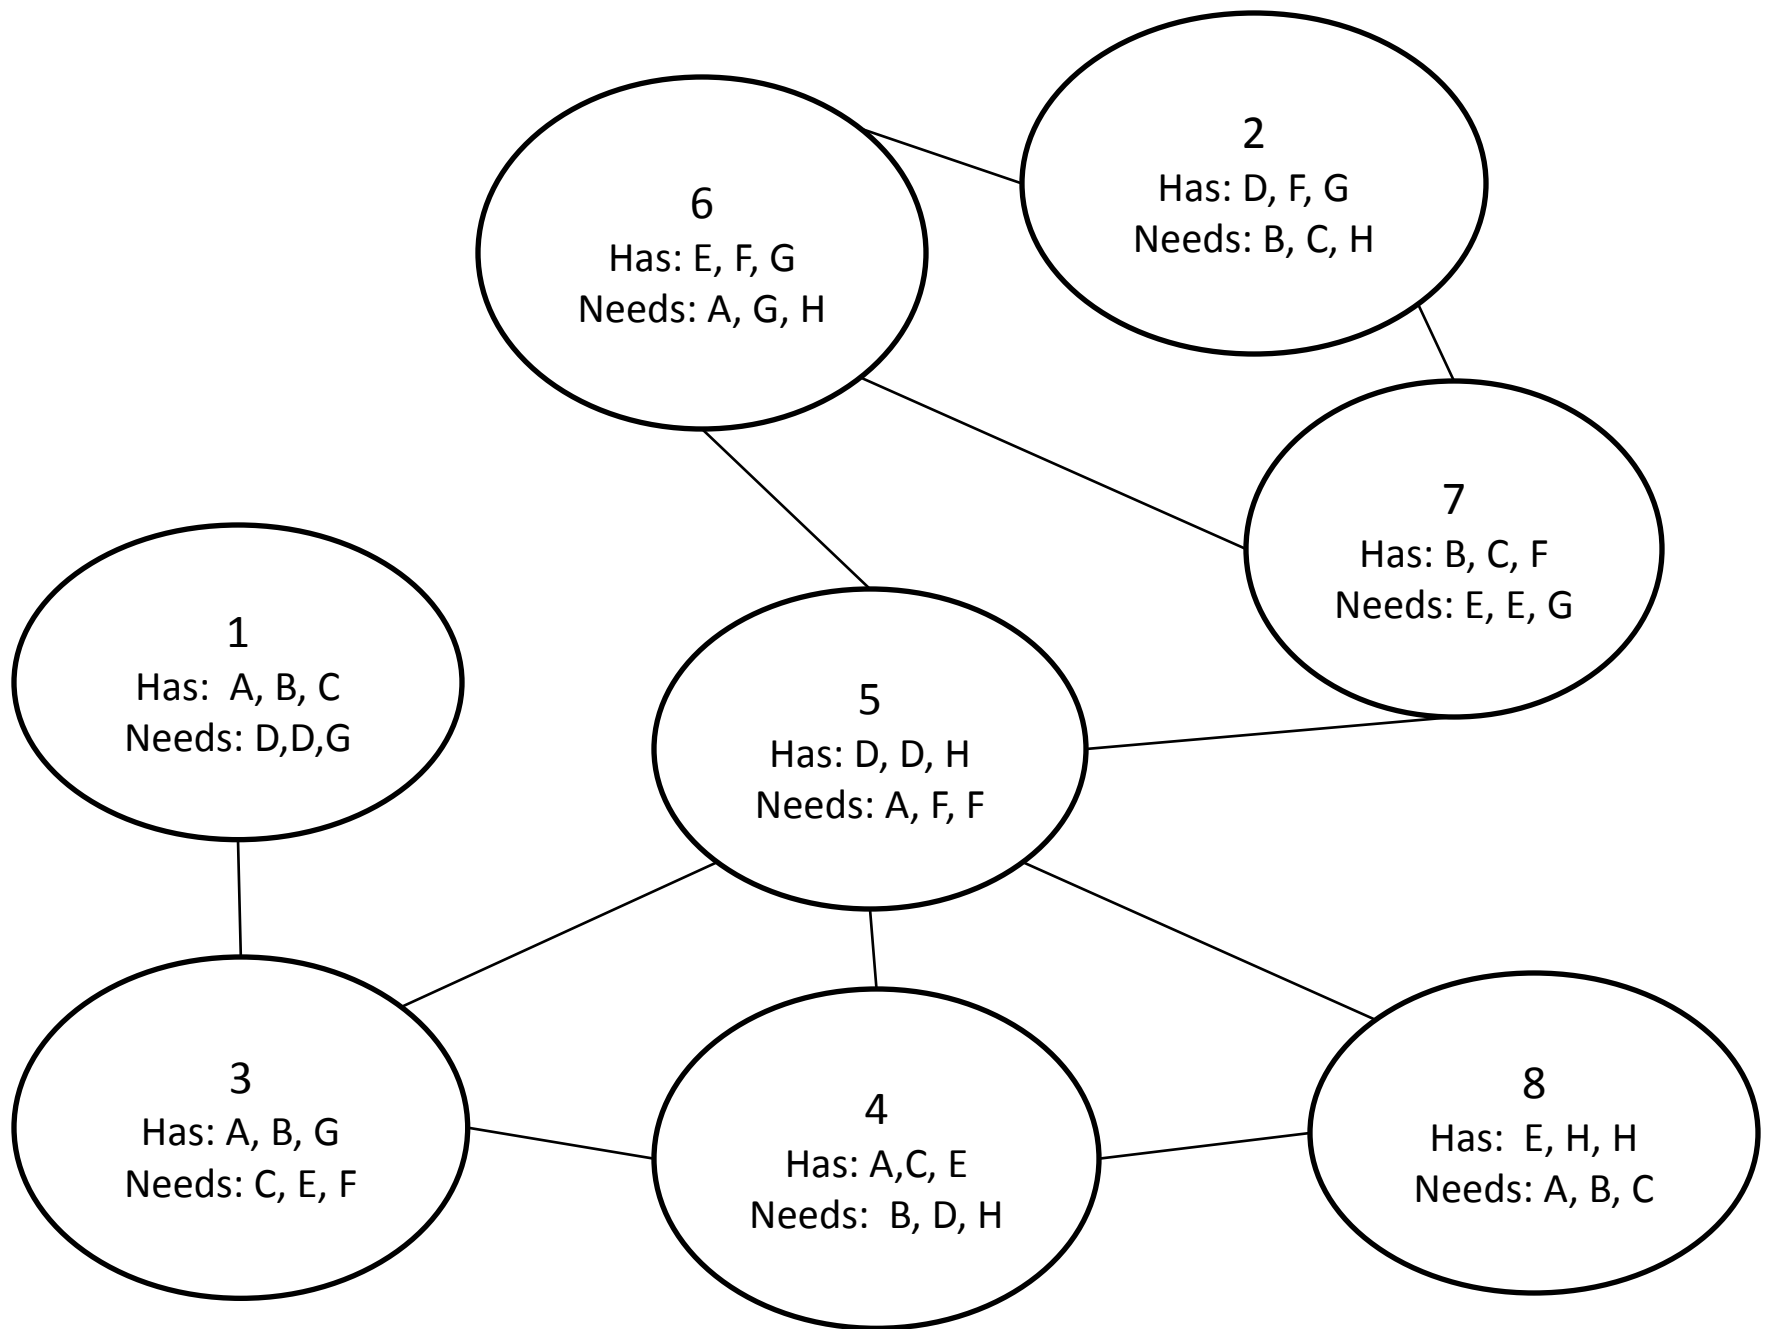 2
Has: D, F, G
Needs: B, C, H
6
Has: E, F, G
Needs: A, G, H
7
Has: B, C, F
Needs: E, E, G
1
Has:  A, B, C
Needs: D,D,G
5
Has: D, D, H
Needs: A, F, F
3
Has: A, B, G
Needs: C, E, F
4
Has: A,C, E
Needs:  B, D, H
8
Has:  E, H, H
Needs: A, B, C